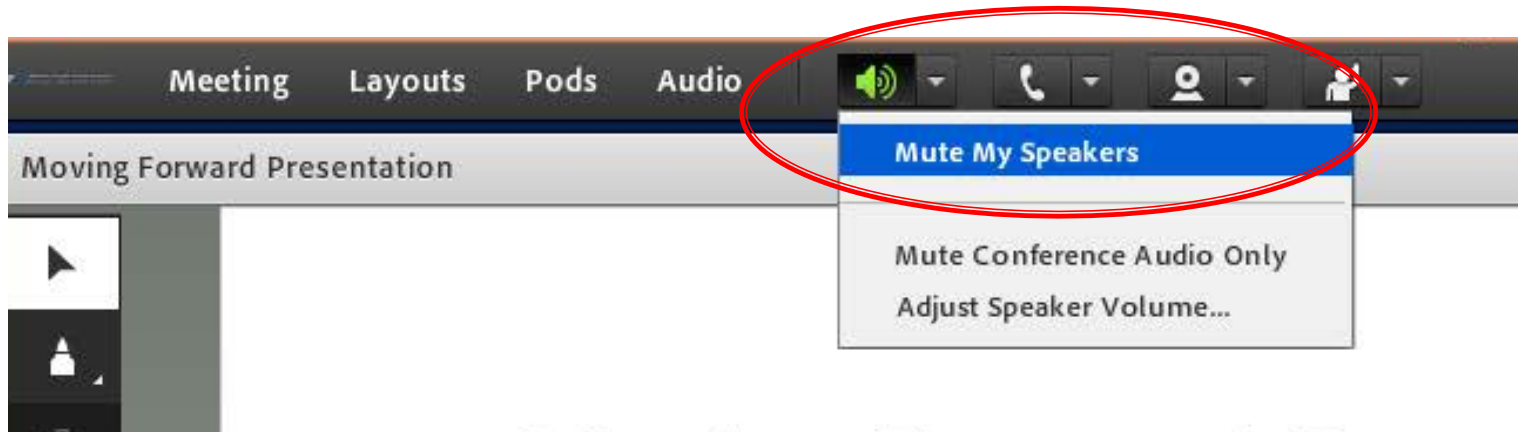 Meeting Layouts Pods Audio
Moving Forward Presentation
Mute My Speakers
Mute Conference Audio Only
Adjust Speaker Volume...